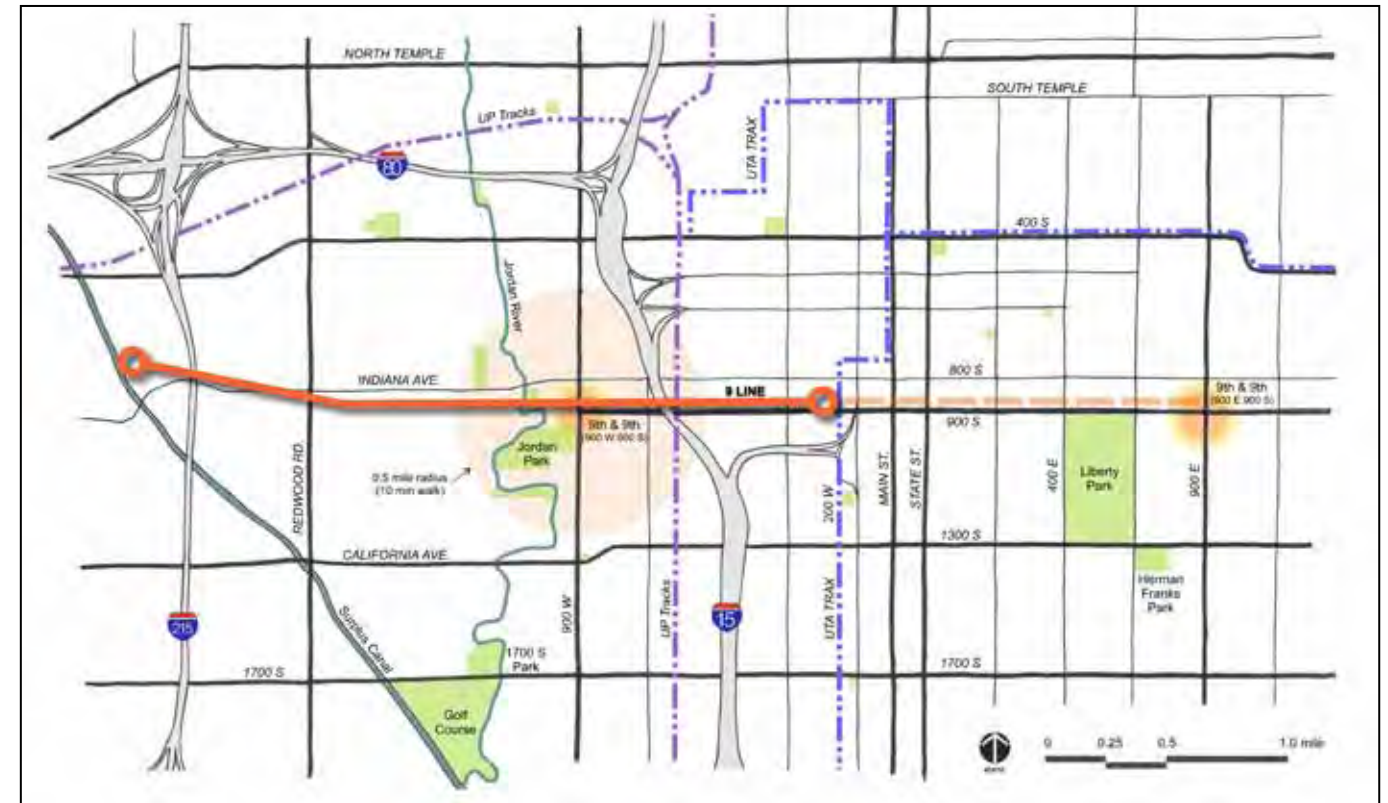 NORTH TEMPLE
SOUTH TEMPLE
UP Tracks
UTA TRAX
80
400 S
Jordan River
INDIANA AVE.
9 LINE
800 S
9th & 9th
(900 E 900 S)
9th & 9th
(900 W 900 S)
900 S
Jordan
Park
0.5 mile radius
(10 min walk)
REDWOOD RD.
200 W
MAIN ST.
STATE ST.
400 E
Liberty
Park
900 E
1300 S
CALIFORNIA AVE.
Herman
Franks
Park
UP Tracks
UTA TRAX
215
Surplus Canal
900 W
15
1700 S
Park
1700 S
1700 S
Golf
Course
0 0.25 0.5 1.0 mile